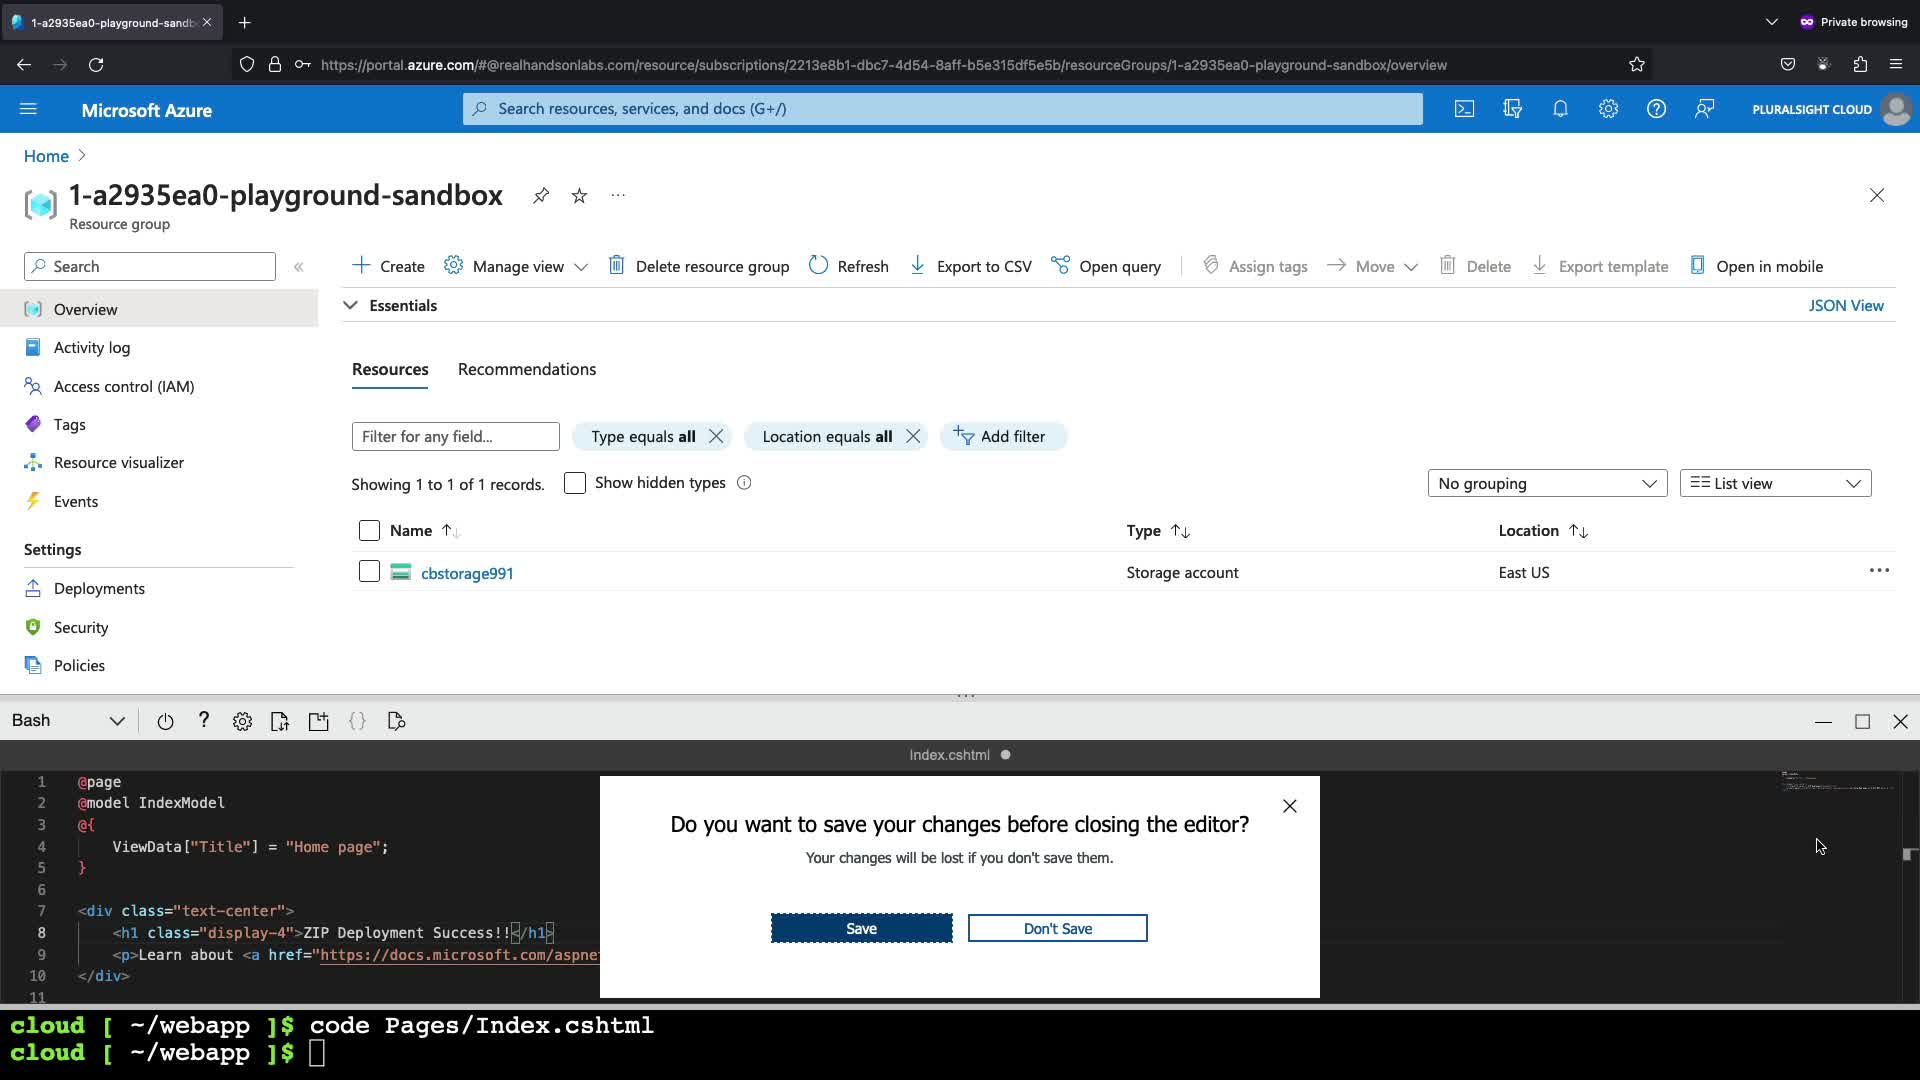 1-a2935ea0-playground-sandb
Private browsing
https://portal.azure.com/#@realhandsonlabs.com/resource/subscriptions/2213e8b1-dbc7-4d54-8aff-b5e315df5e5b/resourceGroups/1-a2935ea0-playground-sandbox/overview
Microsoft Azure
Search resources, services, and docs (G+/)
PLURALSIGHT CLOUD
Home
1-a2935ea0-playground-sandbox
Resource group
Search
Create
Manage view
Delete resource group
Refresh
Export to CSV
Open query
Assign tags
Move
Delete
Export template
Open in mobile
Overview
Activity log
Access control (IAM)
Tags
Resource visualizer
Events
Settings
Deployments
Security
Policies
Essentials
JSON View
Resources
Recommendations
Filter for any field...
Type equals all
Location equals all
Add filter
Showing 1 to 1 of 1 records.
Show hidden types
No grouping
List view
Name
Type
Location
cbstorage991
Storage account
East US
Bash
Index.cshtml
1 @page
2 @model IndexModel
3 @{
4 ViewData["Title"] = "Home page";
5 }
6
7 <div class="text-center">
8 <h1 class="display-4">ZIP Deployment Success!!</h1>
9 <p>Learn about <a href="https://docs.microsoft.com/aspne
10 </div>
11
Do you want to save your changes before closing the editor?
Your changes will be lost if you don't save them.
Save
Don't Save
cloud [ ~/webapp ]$ code Pages/Index.cshtml
cloud [ ~/webapp ]$